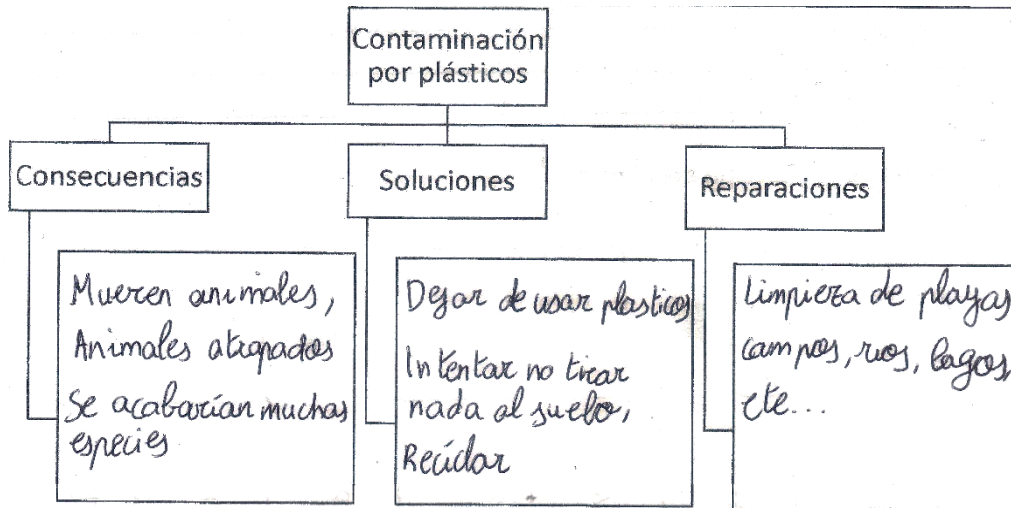 Contaminación
por plásticos
Consecuencias
Soluciones
Reparaciones
Mueren animales,
Animales atrapados
Se acabarían muchas
especies
Dejar de usar plasticos
Intentar no tirar
nada al suelo,
Reciclar
Limpieza de playas
campos, rios, lagos,
etc...